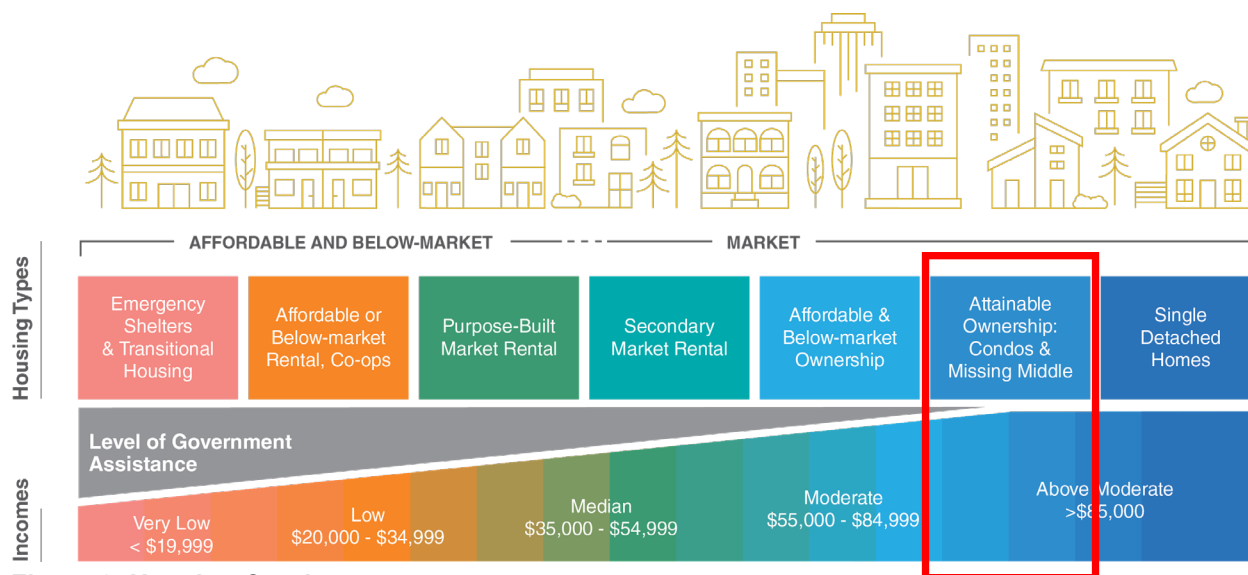 AFFORDABLE AND BELOW-MARKET
MARKET
Housing Types
Emergency
Shelters
& Transitional
Housing
Affordable or
Below-market
Rental, Co-ops
Purpose-Built
Market Rental
Secondary
Market Rental
Affordable &
Below-market
Ownership
Attainable
Ownership:
Condos &
Missing Middle
Single
Detached
Homes
Level of Government
Assistance
Incomes
Very Low
< $19,999
Low
$20,000 - $34,999
Median
$35,000 - $54,999
Moderate
$55,000 - $84,999
Above Moderate
>$85,000